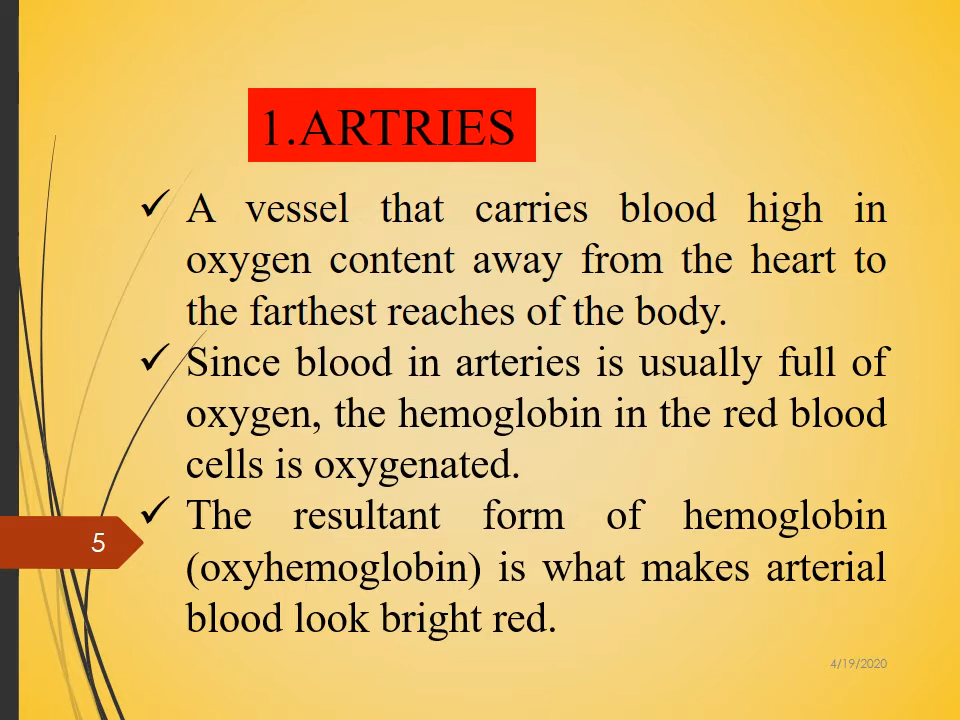 1.ARTRIES
✓ A vessel that carries blood high in
oxygen content away from the heart to
the farthest reaches of the body.
✓ Since blood in arteries is usually full of
oxygen, the hemoglobin in the red blood
cells is oxygenated.
✓ The resultant form of hemoglobin
(oxyhemoglobin) is what makes arterial
blood look bright red.
5
4/19/2020